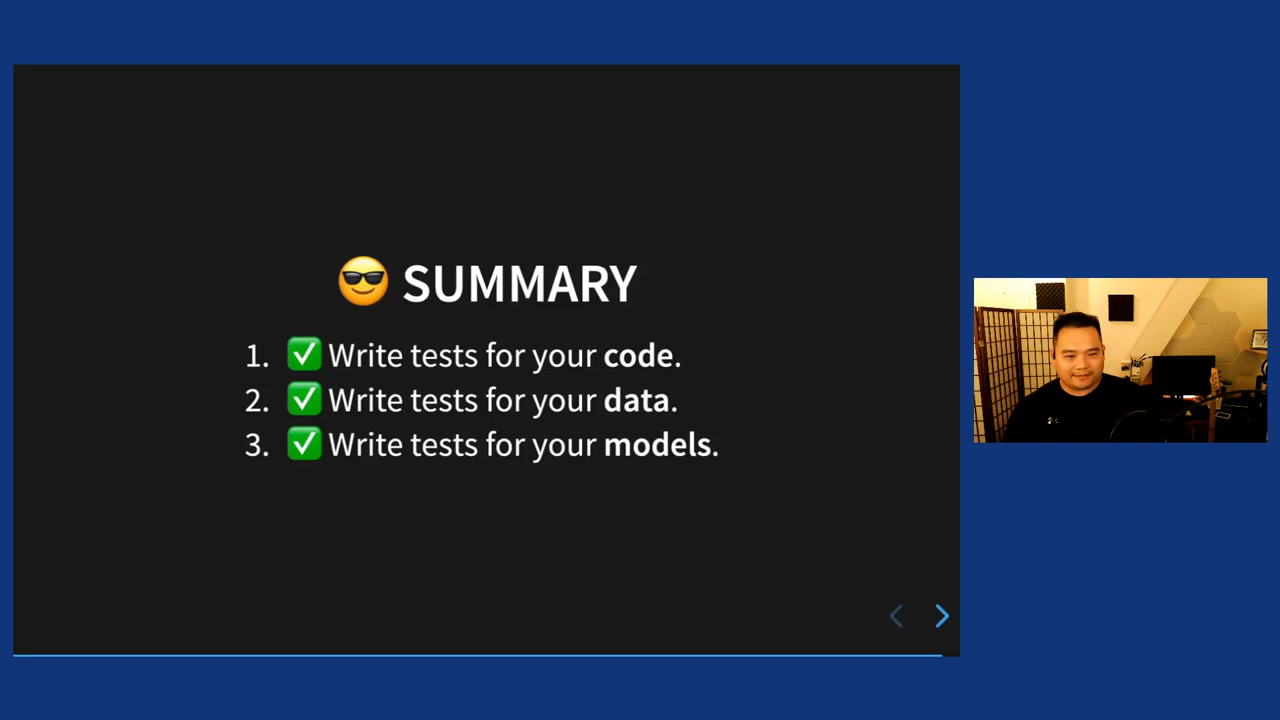 😎 SUMMARY
1. ✅ Write tests for your code.
2. ✅ Write tests for your data.
3. ✅ Write tests for your models.